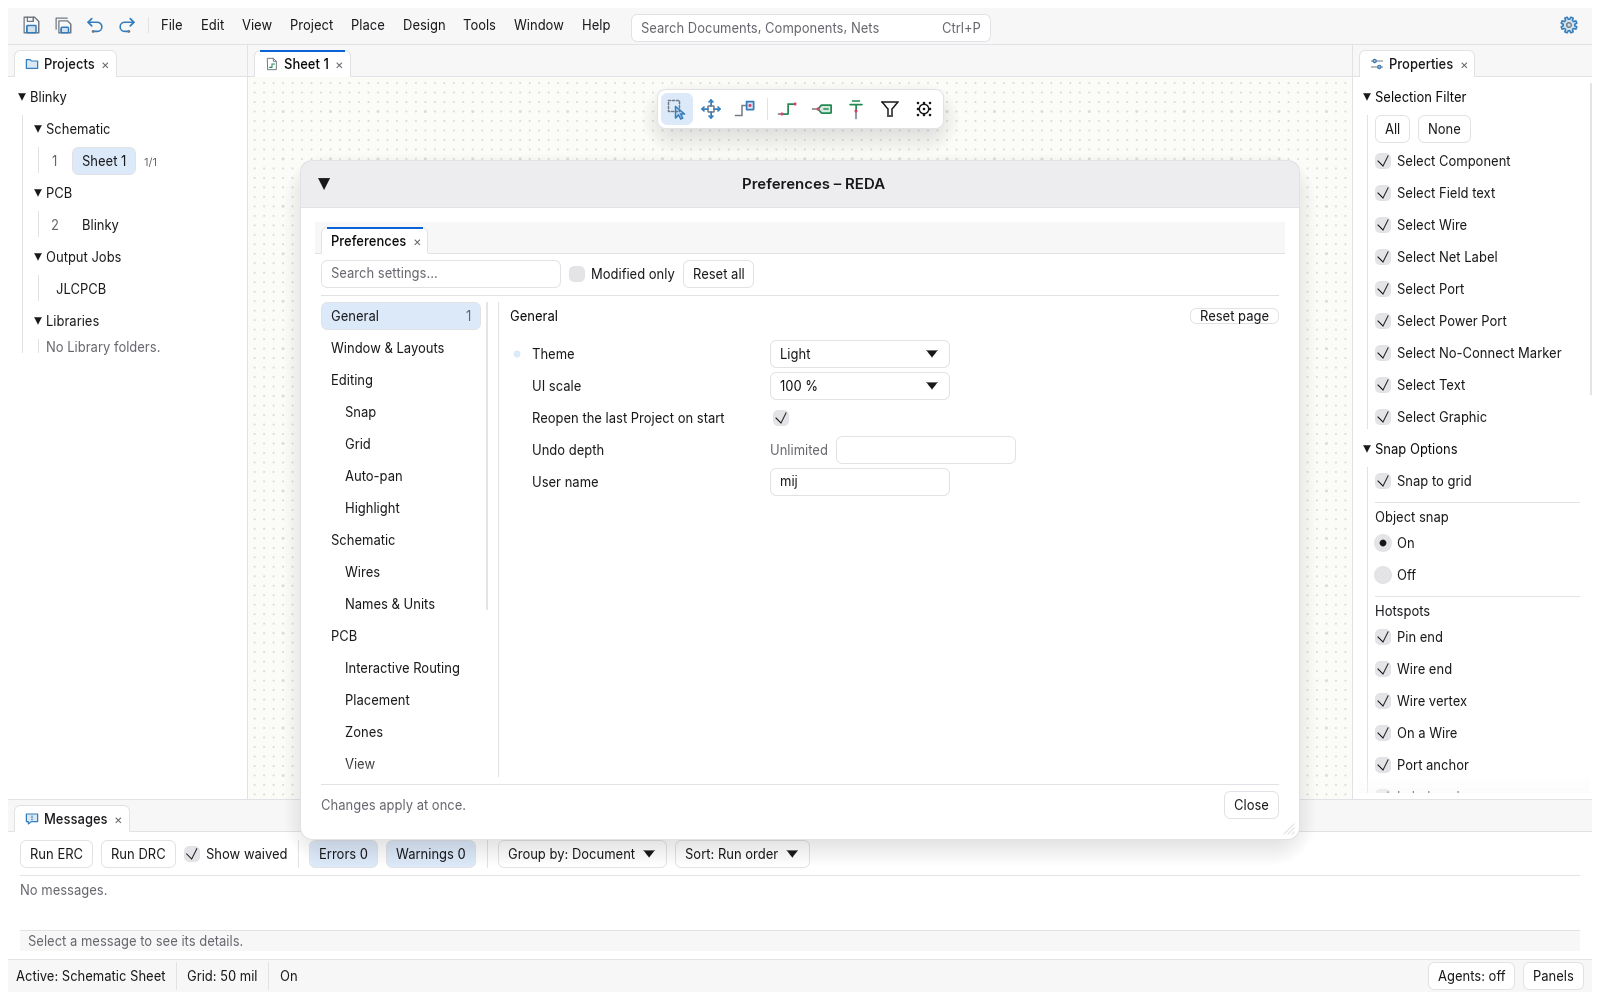 File Edit View Project Place Design Tools Window Help Search Documents, Components, Nets Ctrl+P
Projects ×
Blinky
Schematic
1 Sheet 1 1/1
PCB
2 Blinky
Output Jobs
JLCPCB
Libraries
No Library folders.
Sheet 1 ×
Preferences – REDA
Preferences ×
Search settings... Modified only Reset all
General 1
Window & Layouts
Editing
Snap
Grid
Auto-pan
Highlight
Schematic
Wires
Names & Units
PCB
Interactive Routing
Placement
Zones
View
General Reset page
Theme Light
UI scale 100 %
Reopen the last Project on start
Undo depth Unlimited
User name mij
Changes apply at once. Close
Properties ×
Selection Filter
All None
Select Component
Select Field text
Select Wire
Select Net Label
Select Port
Select Power Port
Select No-Connect Marker
Select Text
Select Graphic
Snap Options
Snap to grid
Object snap
On
Off
Hotspots
Pin end
Wire end
Wire vertex
On a Wire
Port anchor
Messages ×
Run ERC Run DRC Show waived Errors 0 Warnings 0 Group by: Document Sort: Run order
No messages.
Select a message to see its details.
Active: Schematic Sheet Grid: 50 mil On Agents: off Panels